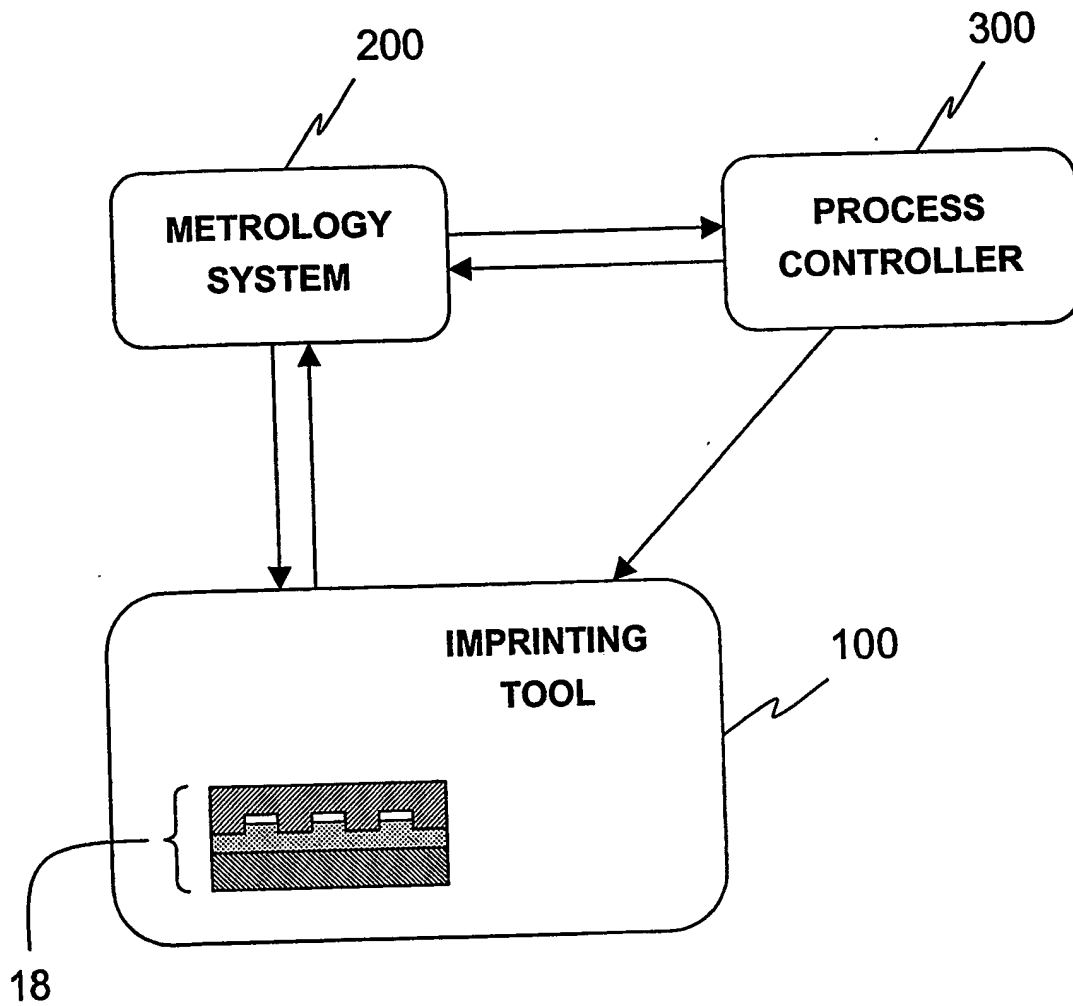 200
300
METROLOGY
SYSTEM
PROCESS
CONTROLLER
IMPRINTING
TOOL
100
18